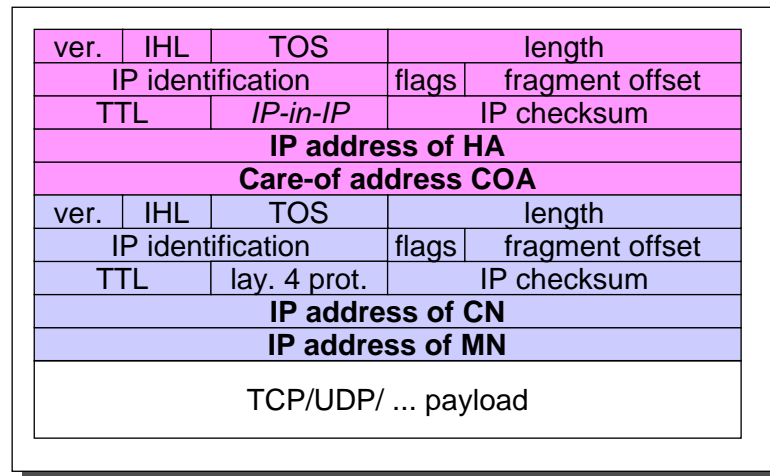 ver. IHL TOS length
IP identification flags fragment offset
TTL IP-in-IP IP checksum
IP address of HA
Care-of address COA
ver. IHL TOS length
IP identification flags fragment offset
TTL lay. 4 prot. IP checksum
IP address of CN
IP address of MN
TCP/UDP/ ... payload